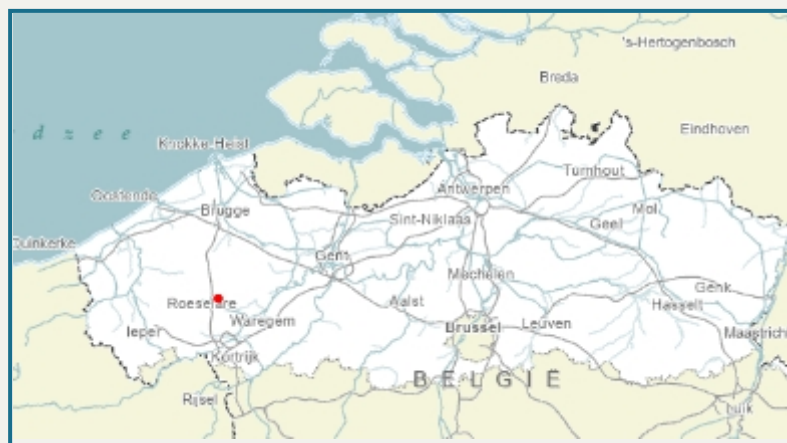 's-Hertogenbosch
Breda
Eindhoven
d z e e
Knokke-Heist
Turnhout
Antwerpen
Oostende
Mol
Brugge
Sint-Niklaas
Geel
Duinkerke
Gent
Mechelen
Genk
Roeselare
Aalst
Hasselt
Waregem
Ieper
Brussel
Leuven
Maastrich
Kortrijk
BELGIË
Rijsel
Luik